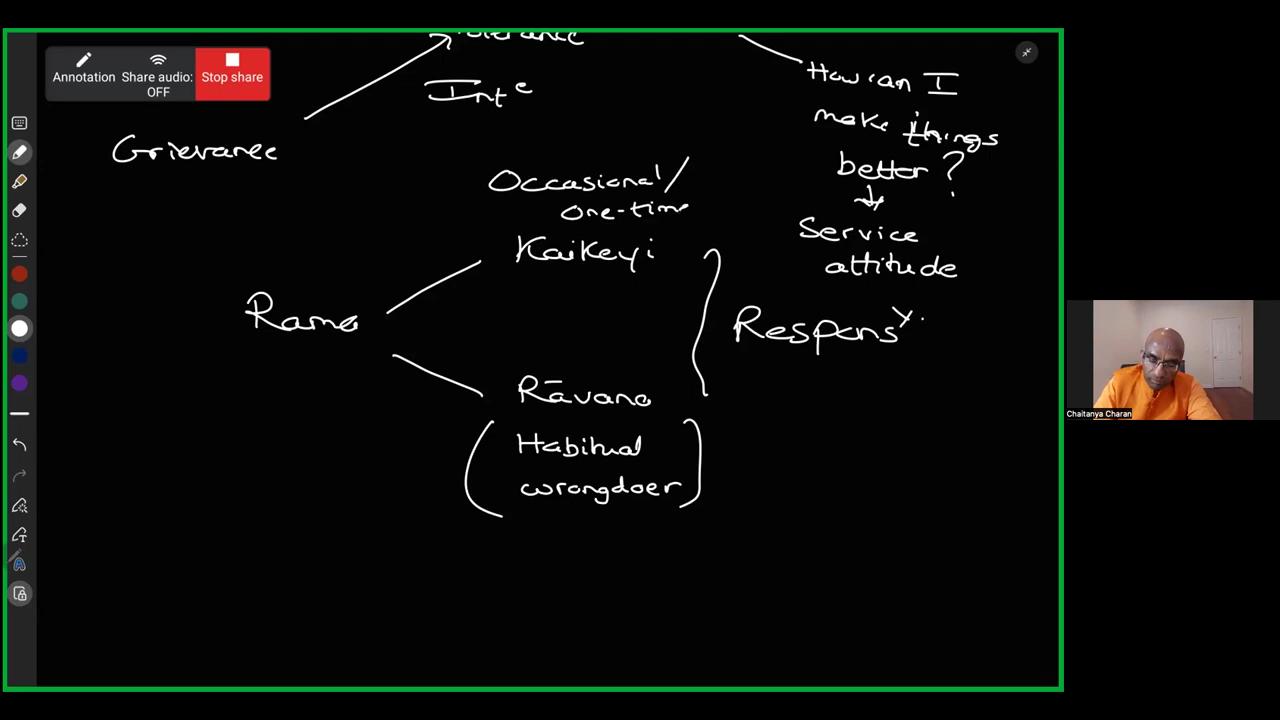 Annotation
Share audio:
OFF
Stop share
Int e
How can I
make things
better?
Service
attitude
Grievance
Occasional/
one-time
Kaikeyi
Rama
Respons y.
Rāvana
Habitual
wrongdoer
Chaitanya Charan